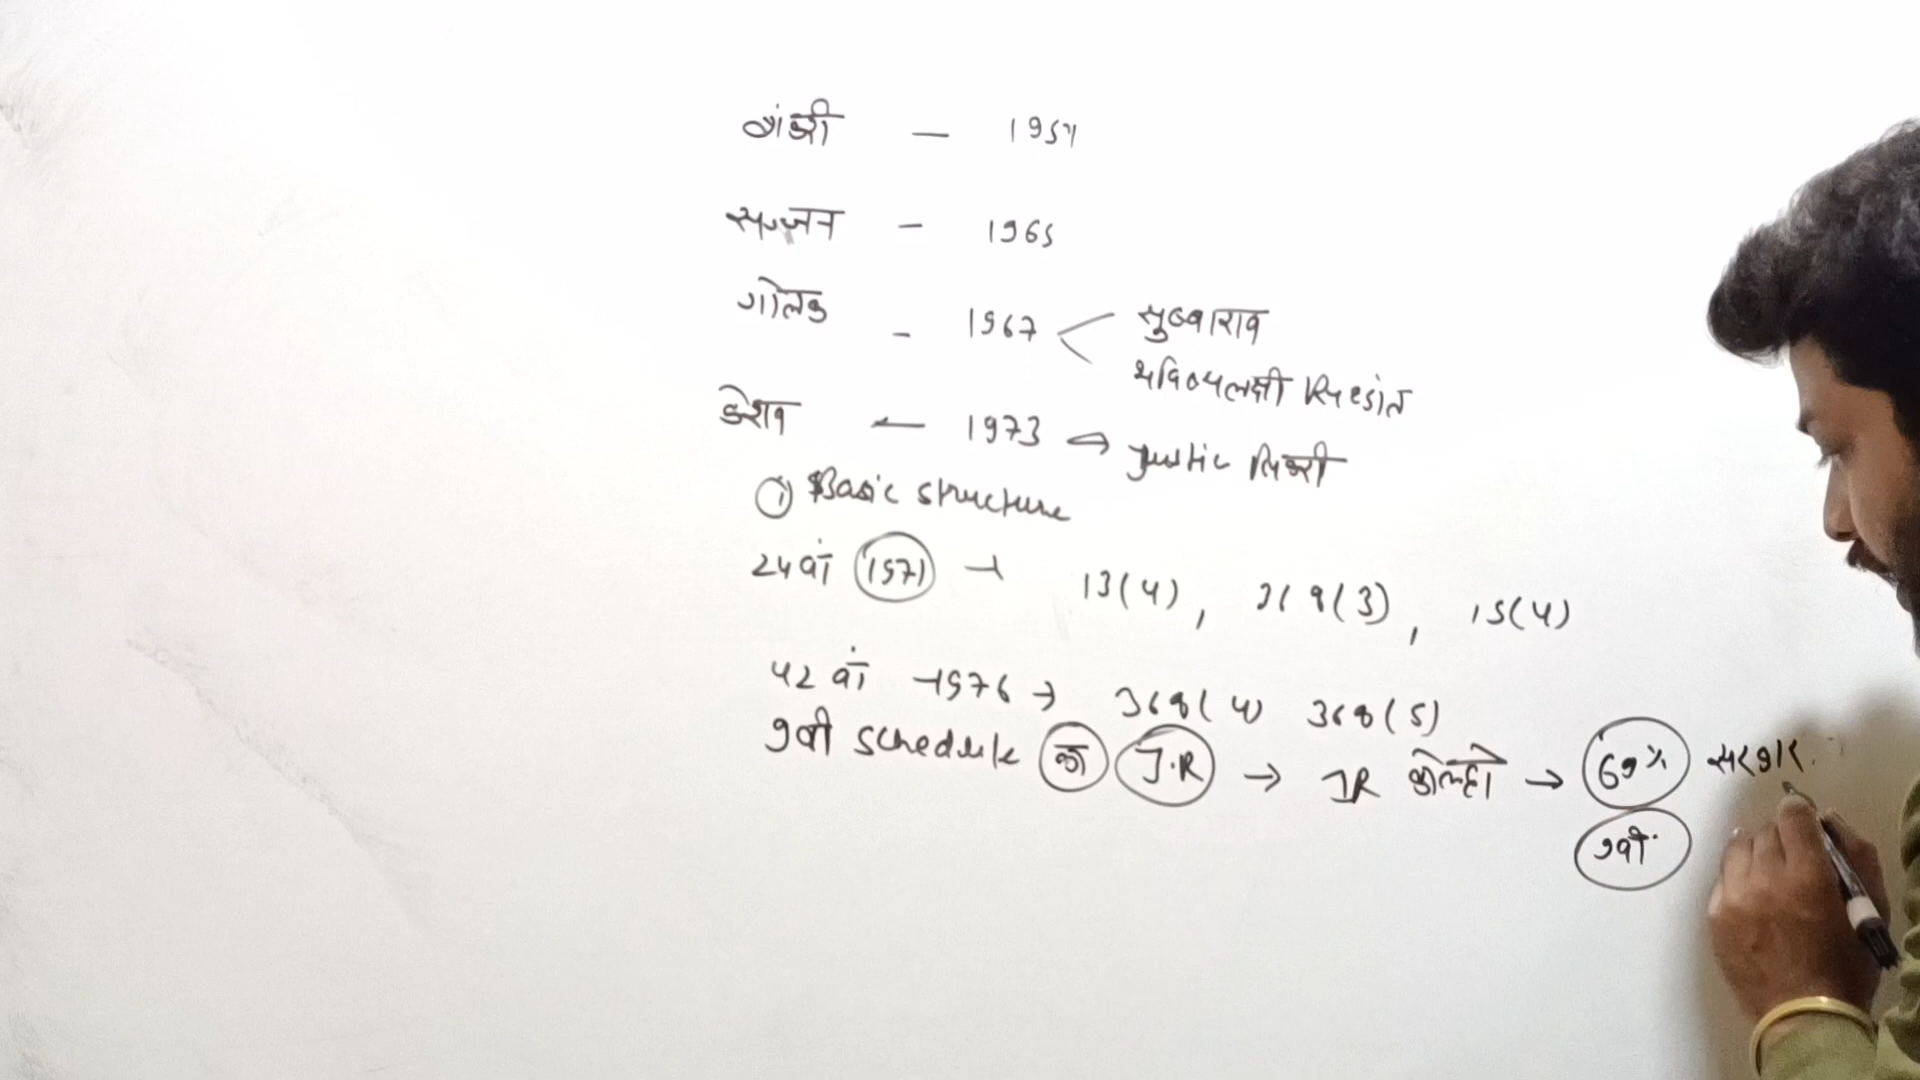 शंकरी – 1951
सज्जन – 1965
गोलक – 1967 < सुब्बाराव
भविष्यलक्षी सिद्धांत
केशव – 1973 → Justic सिकरी
① Basic structure
24वां 1971 → 13(4), 368(3), 15(4)
42 वां – 1976 → 368(4) 368(5)
9वी schedule को J.R → JR कोल्हो → 69% सरकार
9वीं